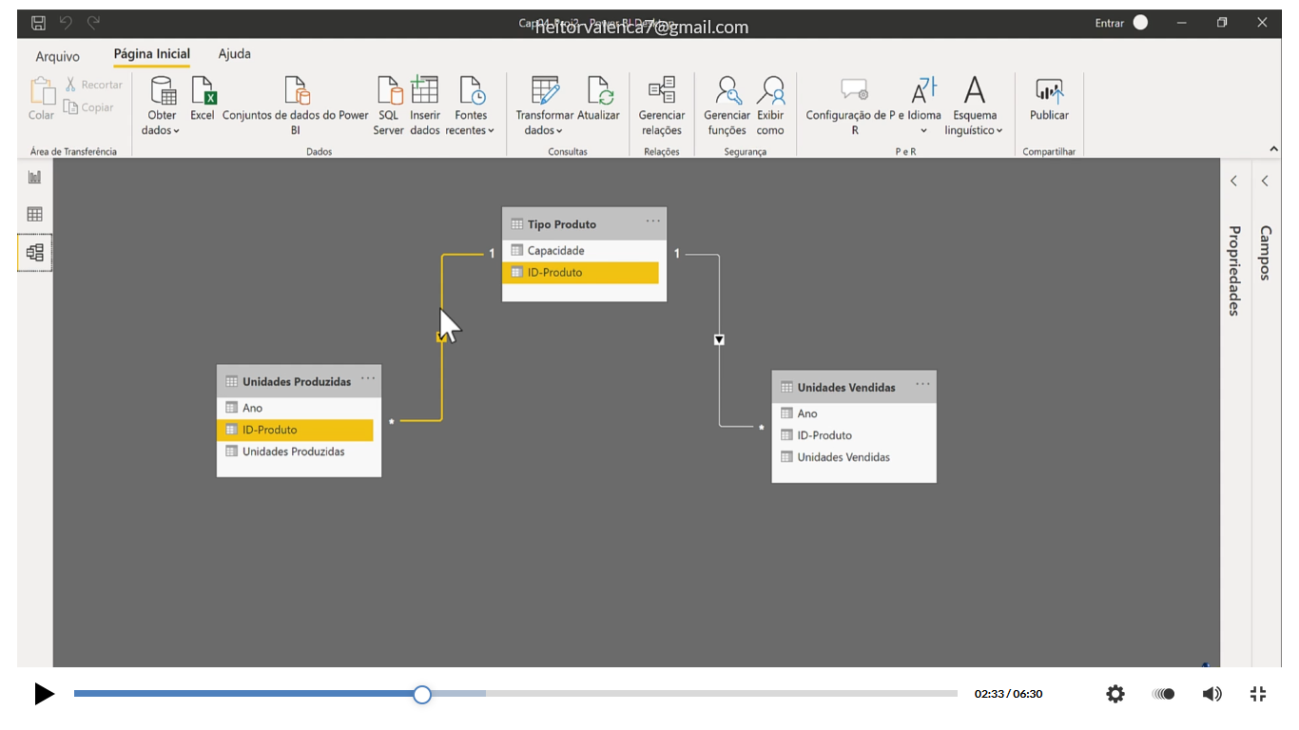 heitorvalenca7@gmail.com
Entrar
Arquivo Página Inicial Ajuda
Colar
Recortar
Copiar
Área de Transferência
Obter dados
Excel
Conjuntos de dados do Power BI
SQL Server
Inserir dados
Fontes recentes
Dados
Transformar dados
Atualizar
Consultas
Gerenciar relações
Relações
Gerenciar funções
Exibir como
Segurança
Configuração de P e R
Idioma
Esquema linguístico
P e R
Publicar
Compartilhar
Tipo Produto
Capacidade
ID-Produto
1
1
Unidades Produzidas
Ano
ID-Produto
Unidades Produzidas
*
Unidades Vendidas
Ano
ID-Produto
Unidades Vendidas
*
Propriedades
Campos
02:33 / 06:30